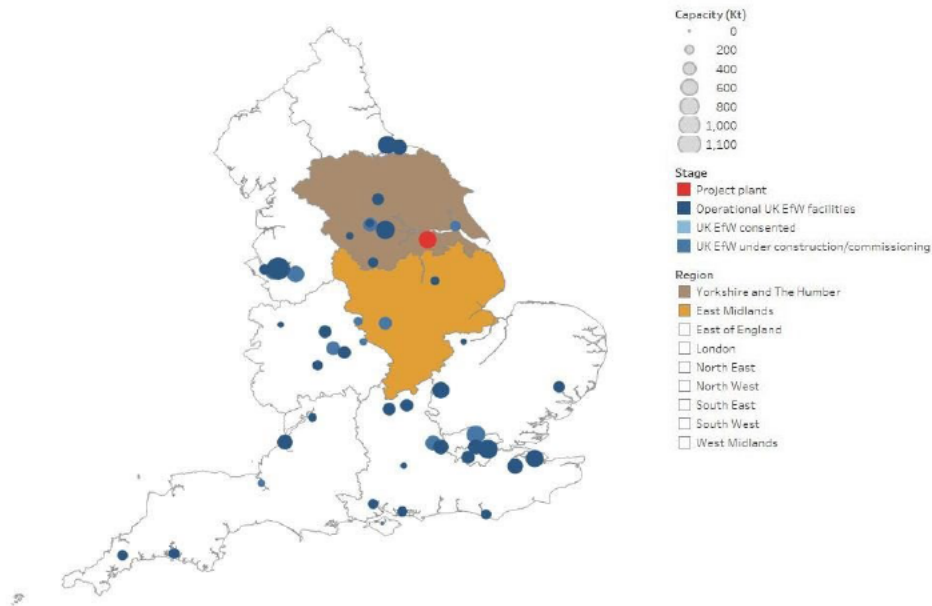 Capacity (Kt)
0
200
400
600
800
1,000
1,100
Stage
Project plant
Operational UK EfW facilities
UK EfW consented
UK EfW under construction/commissioning
Region
Yorkshire and The Humber
East Midlands
East of England
London
North East
North West
South East
South West
West Midlands